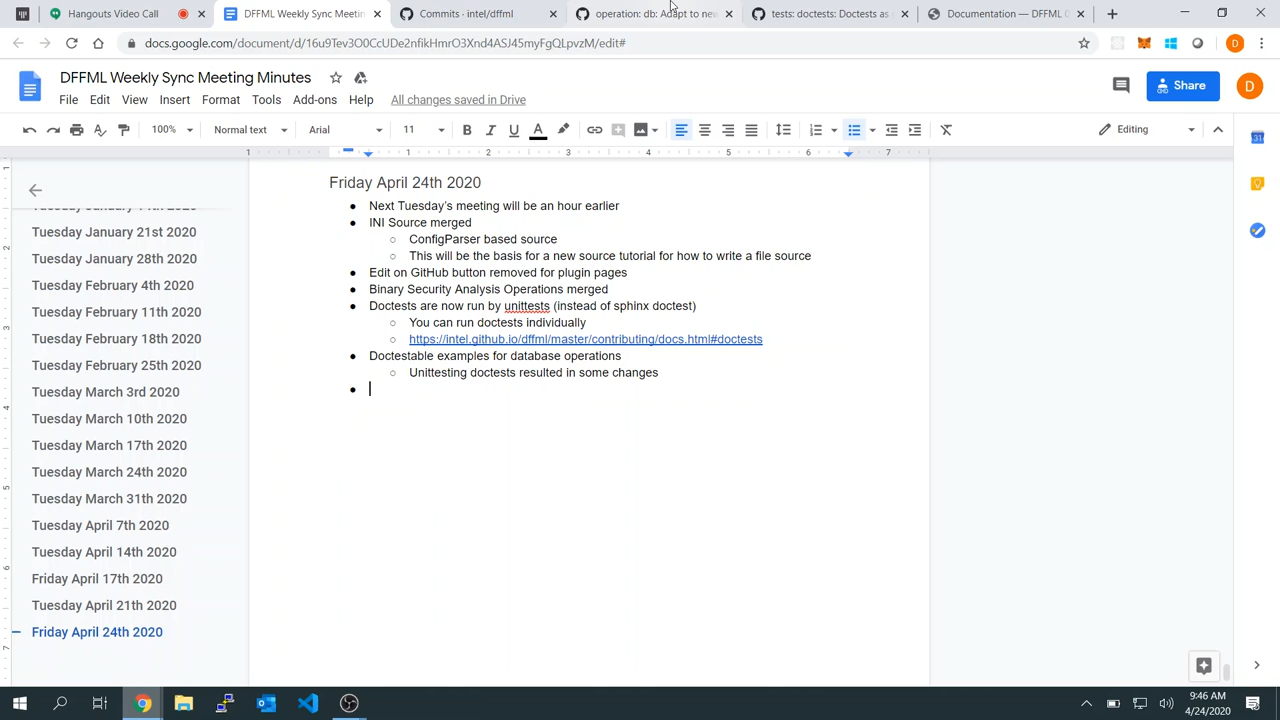 Hangouts Video Call
DFFML Weekly Sync Meetin
Commits · intel/dffml
operation: db: Adapt to new
tests: doctests: Doctests as
Documentation — DFFML 0
docs.google.com/document/d/16u9Tev3O0CcUDe2nfikHmrO3Xnd4ASJ45myFgQLpvzM/edit#
D
DFFML Weekly Sync Meeting Minutes
Share
D
File Edit View Insert Format Tools Add-ons Help All changes saved in Drive
100% Normal text Arial 11 B I U A Editing
1 1 2 3 4 5 6 7
Tuesday January 21st 2020
Tuesday January 28th 2020
Tuesday February 4th 2020
Tuesday February 11th 2020
Tuesday February 18th 2020
Tuesday February 25th 2020
Tuesday March 3rd 2020
Tuesday March 10th 2020
Tuesday March 17th 2020
Tuesday March 24th 2020
Tuesday March 31th 2020
Tuesday April 7th 2020
Tuesday April 14th 2020
Friday April 17th 2020
Tuesday April 21th 2020
Friday April 24th 2020
Friday April 24th 2020
● Next Tuesday's meeting will be an hour earlier
● INI Source merged
○ ConfigParser based source
○ This will be the basis for a new source tutorial for how to write a file source
● Edit on GitHub button removed for plugin pages
● Binary Security Analysis Operations merged
● Doctests are now run by unittests (instead of sphinx doctest)
○ You can run doctests individually
○ https://intel.github.io/dffml/master/contributing/docs.html#doctests
● Doctestable examples for database operations
○ Unittesting doctests resulted in some changes
●
9:46 AM
4/24/2020